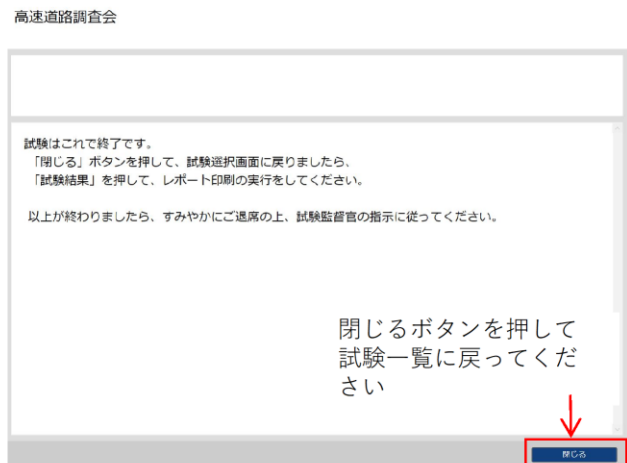 高速道路調査会
試験はこれで終了です。
「閉じる」ボタンを押して、試験選択画面に戻りましたら、
「試験結果」を押して、レポート印刷の実行をしてください。
以上が終わりましたら、すみやかにご退席の上、試験監督官の指示に従ってください。
閉じるボタンを押して
試験一覧に戻ってくだ
さい
閉じる